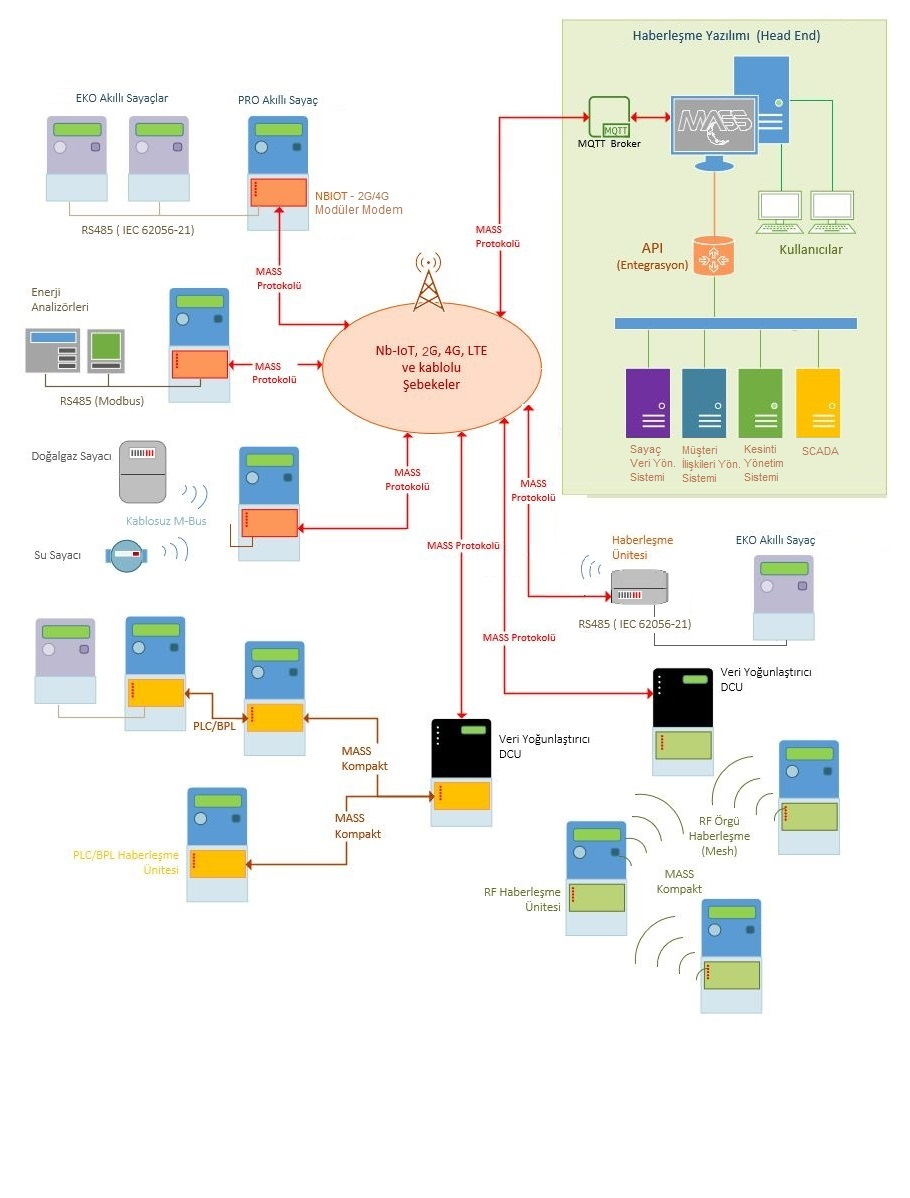 Haberleşme Yazılımı  (Head End)
MASS
MQTT
MQTT  Broker
API
(Entegrasyon)
Kullanıcılar
Sayaç
Veri Yön.
Sistemi
Müşteri
İlişkileri Yön.
Sistemi
Kesinti
Yönetim
Sistemi
SCADA
EKO Akıllı Sayaçlar
PRO Akıllı Sayaç
NBIOT - 2G/4G
Modüler Modem
RS485 ( IEC 62056-21)
MASS
Protokolü
MASS
Protokolü
Enerji
Analizörleri
RS485 (Modbus)
MASS
Protokolü
Nb-IoT, 2G, 4G, LTE
ve kablolu
Şebekeler
Doğalgaz Sayacı
Kablosuz M-Bus
Su Sayacı
MASS
Protokolü
MASS
Protokolü
MASS Protokolü
MASS Protokolü
Haberleşme
Ünitesi
EKO Akıllı Sayaç
RS485 ( IEC 62056-21)
Veri Yoğunlaştırıcı
DCU
PLC/BPL
MASS
Kompakt
Veri Yoğunlaştırıcı
DCU
MASS
Kompakt
PLC/BPL Haberleşme
Ünitesi
RF Örgü
Haberleşme
(Mesh)
MASS
Kompakt
RF Haberleşme
Ünitesi